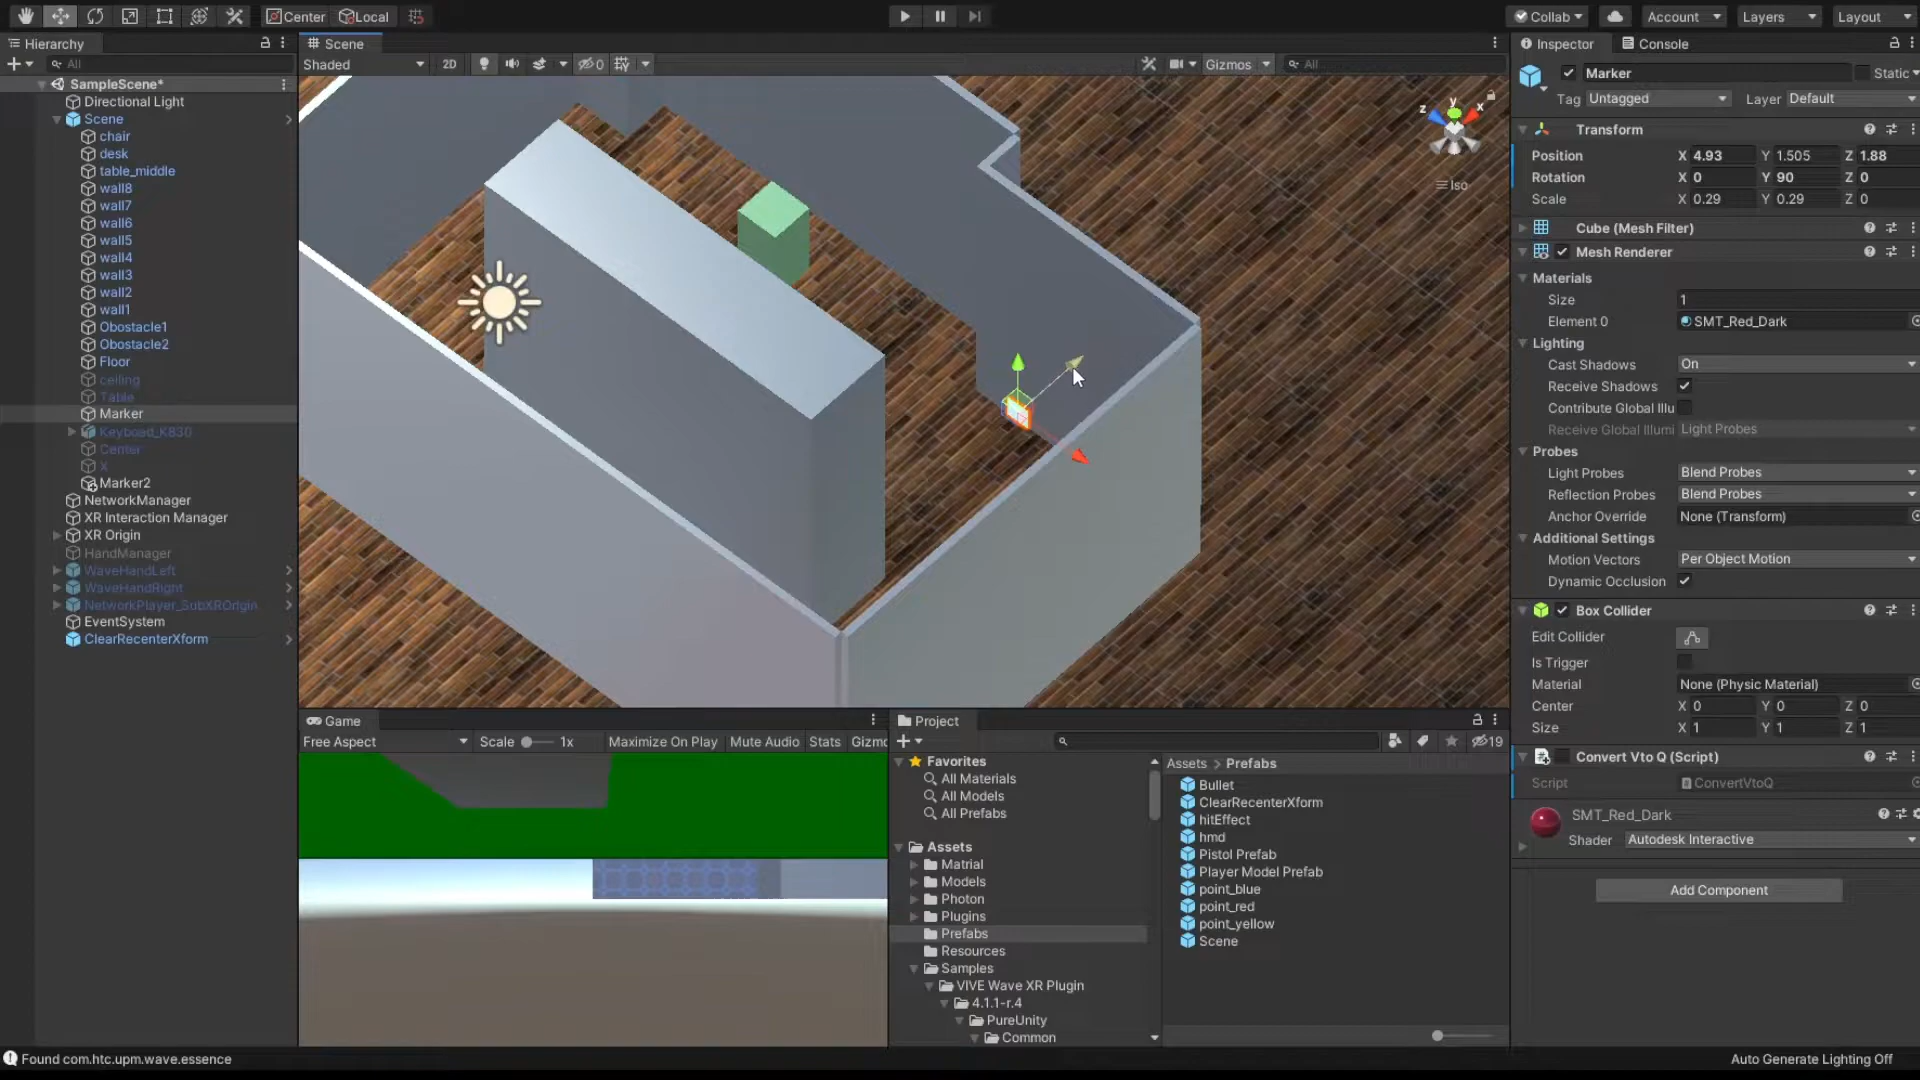 Center
Local
Collab
Account
Layers
Layout
Hierarchy
All
SampleScene*
Directional Light
Scene
chair
desk
table_middle
wall8
wall7
wall6
wall5
wall4
wall3
wall2
wall1
Obostacle1
Obostacle2
Floor
ceiling
Table
Marker
Keyboed_K830
Center
X
Marker2
NetworkManager
XR Interaction Manager
XR Origin
HandManager
WaveHandLeft
WaveHandRight
NetworkPlayer_SubXROrigin
EventSystem
ClearRecenterXform
Scene
Shaded
2D
0
Gizmos
All
y
z
x
Iso
Game
Free Aspect
Scale
1x
Maximize On Play
Mute Audio
Stats
Gizmo
Project
19
Favorites
All Materials
All Models
All Prefabs
Assets
Matrial
Models
Photon
Plugins
Prefabs
Resources
Samples
VIVE Wave XR Plugin
4.1.1-r.4
PureUnity
Common
Assets > Prefabs
Bullet
ClearRecenterXform
hitEffect
hmd
Pistol Prefab
Player Model Prefab
point_blue
point_red
point_yellow
Scene
Inspector
Console
Marker
Static
Tag Untagged
Layer Default
Transform
Position X 4.93 Y 1.505 Z 1.88
Rotation X 0 Y 90 Z 0
Scale X 0.29 Y 0.29 Z 0
Cube (Mesh Filter)
Mesh Renderer
Materials
Size 1
Element 0 SMT_Red_Dark
Lighting
Cast Shadows On
Receive Shadows
Contribute Global Illu
Receive Global Illumi Light Probes
Probes
Light Probes Blend Probes
Reflection Probes Blend Probes
Anchor Override None (Transform)
Additional Settings
Motion Vectors Per Object Motion
Dynamic Occlusion
Box Collider
Edit Collider
Is Trigger
Material None (Physic Material)
Center X 0 Y 0 Z 0
Size X 1 Y 1 Z 1
Convert Vto Q (Script)
Script ConvertVtoQ
SMT_Red_Dark
Shader Autodesk Interactive
Add Component
Found com.htc.upm.wave.essence
Auto Generate Lighting Off